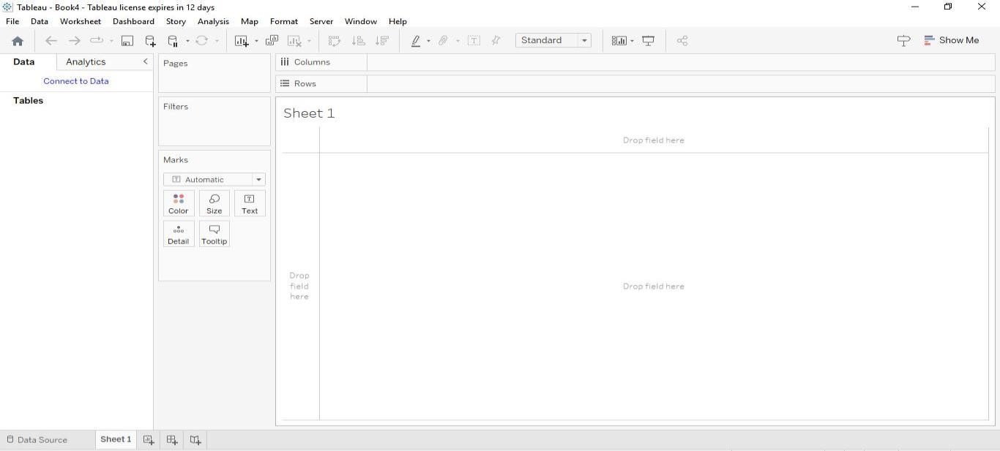 Tableau - Book4 - Tableau license expires in 12 days
File Data Worksheet Dashboard Story Analysis Map Format Server Window Help
Standard
Show Me
Data Analytics
Connect to Data
Tables
Pages
Filters
Marks
T Automatic
Color Size Text
Detail Tooltip
Columns
Rows
Sheet 1
Drop field here
Drop
field
here
Drop field here
Data Source Sheet 1